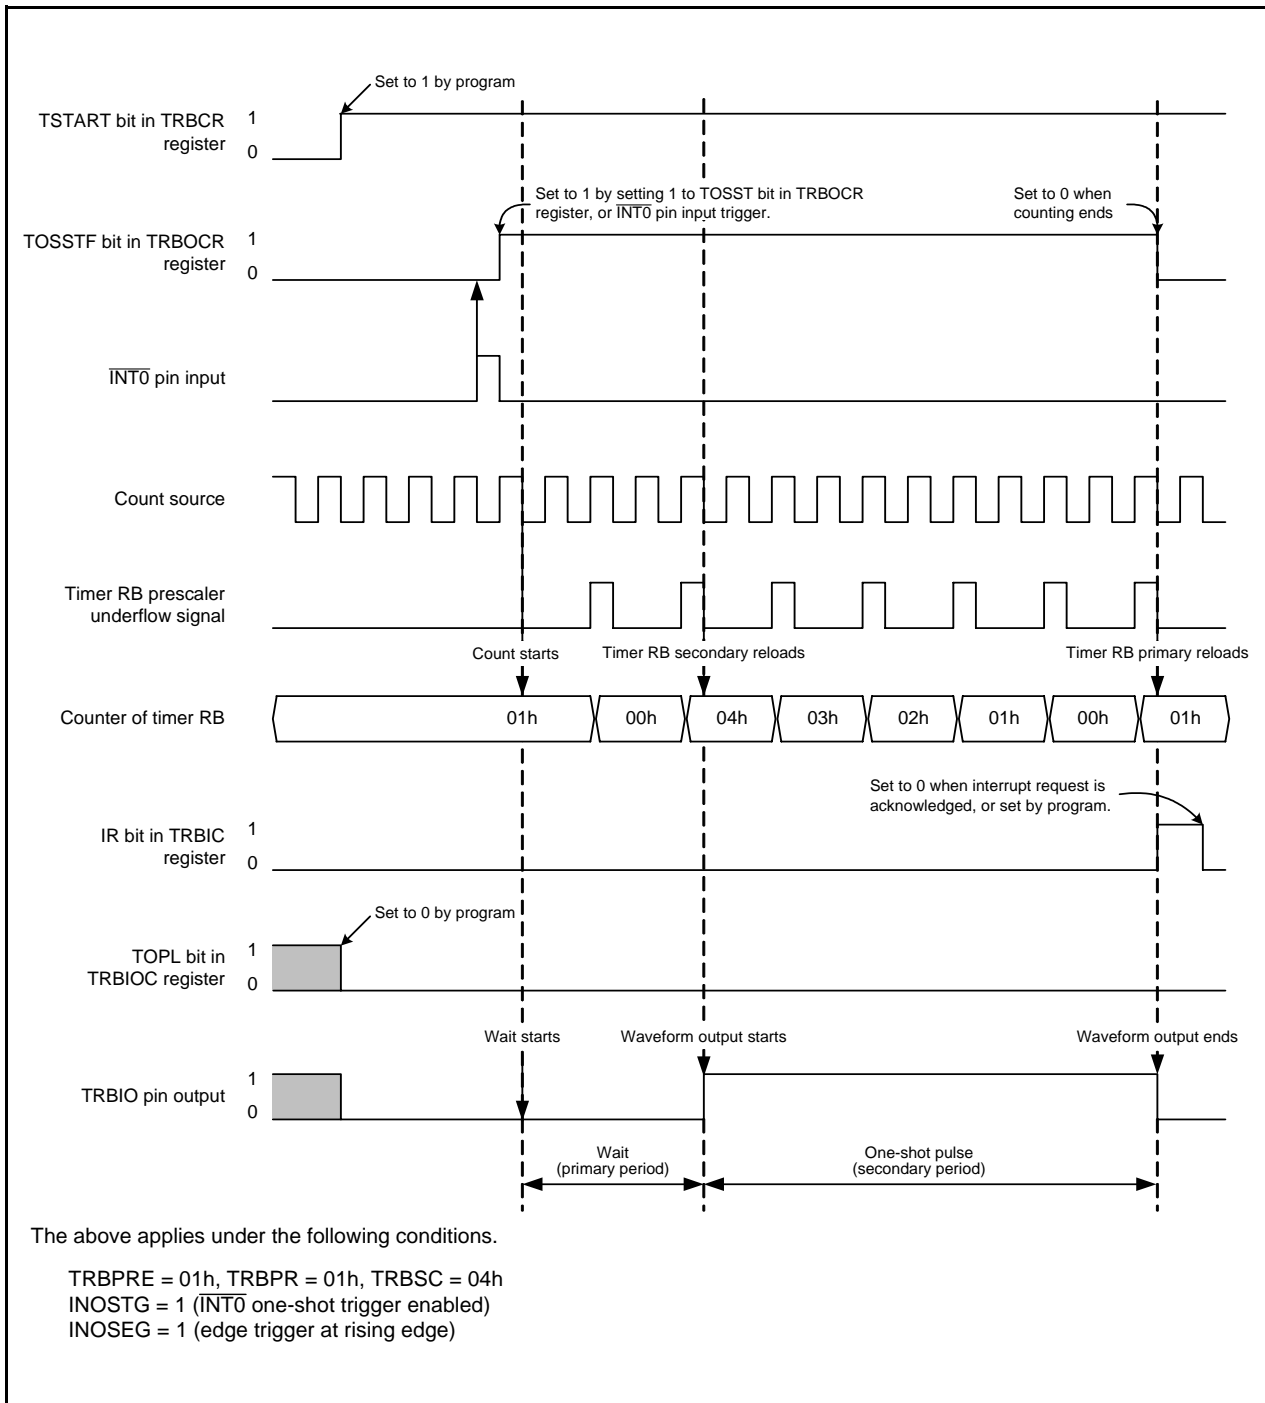 Set to 1 by program
TSTART bit in TRBCR
register
1
0
Set to 1 by setting 1 to TOSST bit in TRBOCR
register, or INT0 pin input trigger.
Set to 0 when
counting ends
TOSSTF bit in TRBOCR
register
1
0
INT0 pin input
Count source
Timer RB prescaler
underflow signal
Count starts
Timer RB secondary reloads
Timer RB primary reloads
Counter of timer RB
01h
00h
04h
03h
02h
01h
00h
01h
Set to 0 when interrupt request is
acknowledged, or set by program.
IR bit in TRBIC
register
1
0
Set to 0 by program
TOPL bit in
TRBIOC register
1
0
Wait starts
Waveform output starts
Waveform output ends
TRBIO pin output
1
0
Wait
(primary period)
One-shot pulse
(secondary period)
The above applies under the following conditions.
TRBPRE = 01h, TRBPR = 01h, TRBSC = 04h
INOSTG = 1 (INT0 one-shot trigger enabled)
INOSEG = 1 (edge trigger at rising edge)